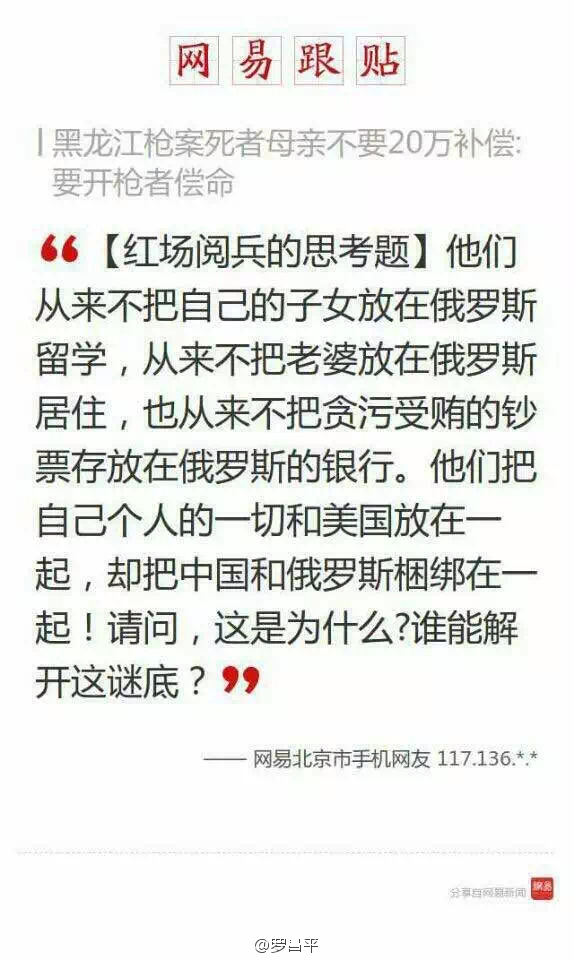 网易跟贴
黑龙江枪案死者母亲不要20万补偿:
要开枪者偿命
“【红场阅兵的思考题】他们
从来不把自己的子女放在俄罗斯
留学，从来不把老婆放在俄罗斯
居住，也从来不把贪污受贿的钞
票存放在俄罗斯的银行。他们把
自己个人的一切和美国放在一
起，却把中国和俄罗斯捆绑在一
起！请问，这是为什么?谁能解
开这谜底？”
—— 网易北京市手机网友 117.136.*.*
分享自网易新闻 网易
@罗昌平